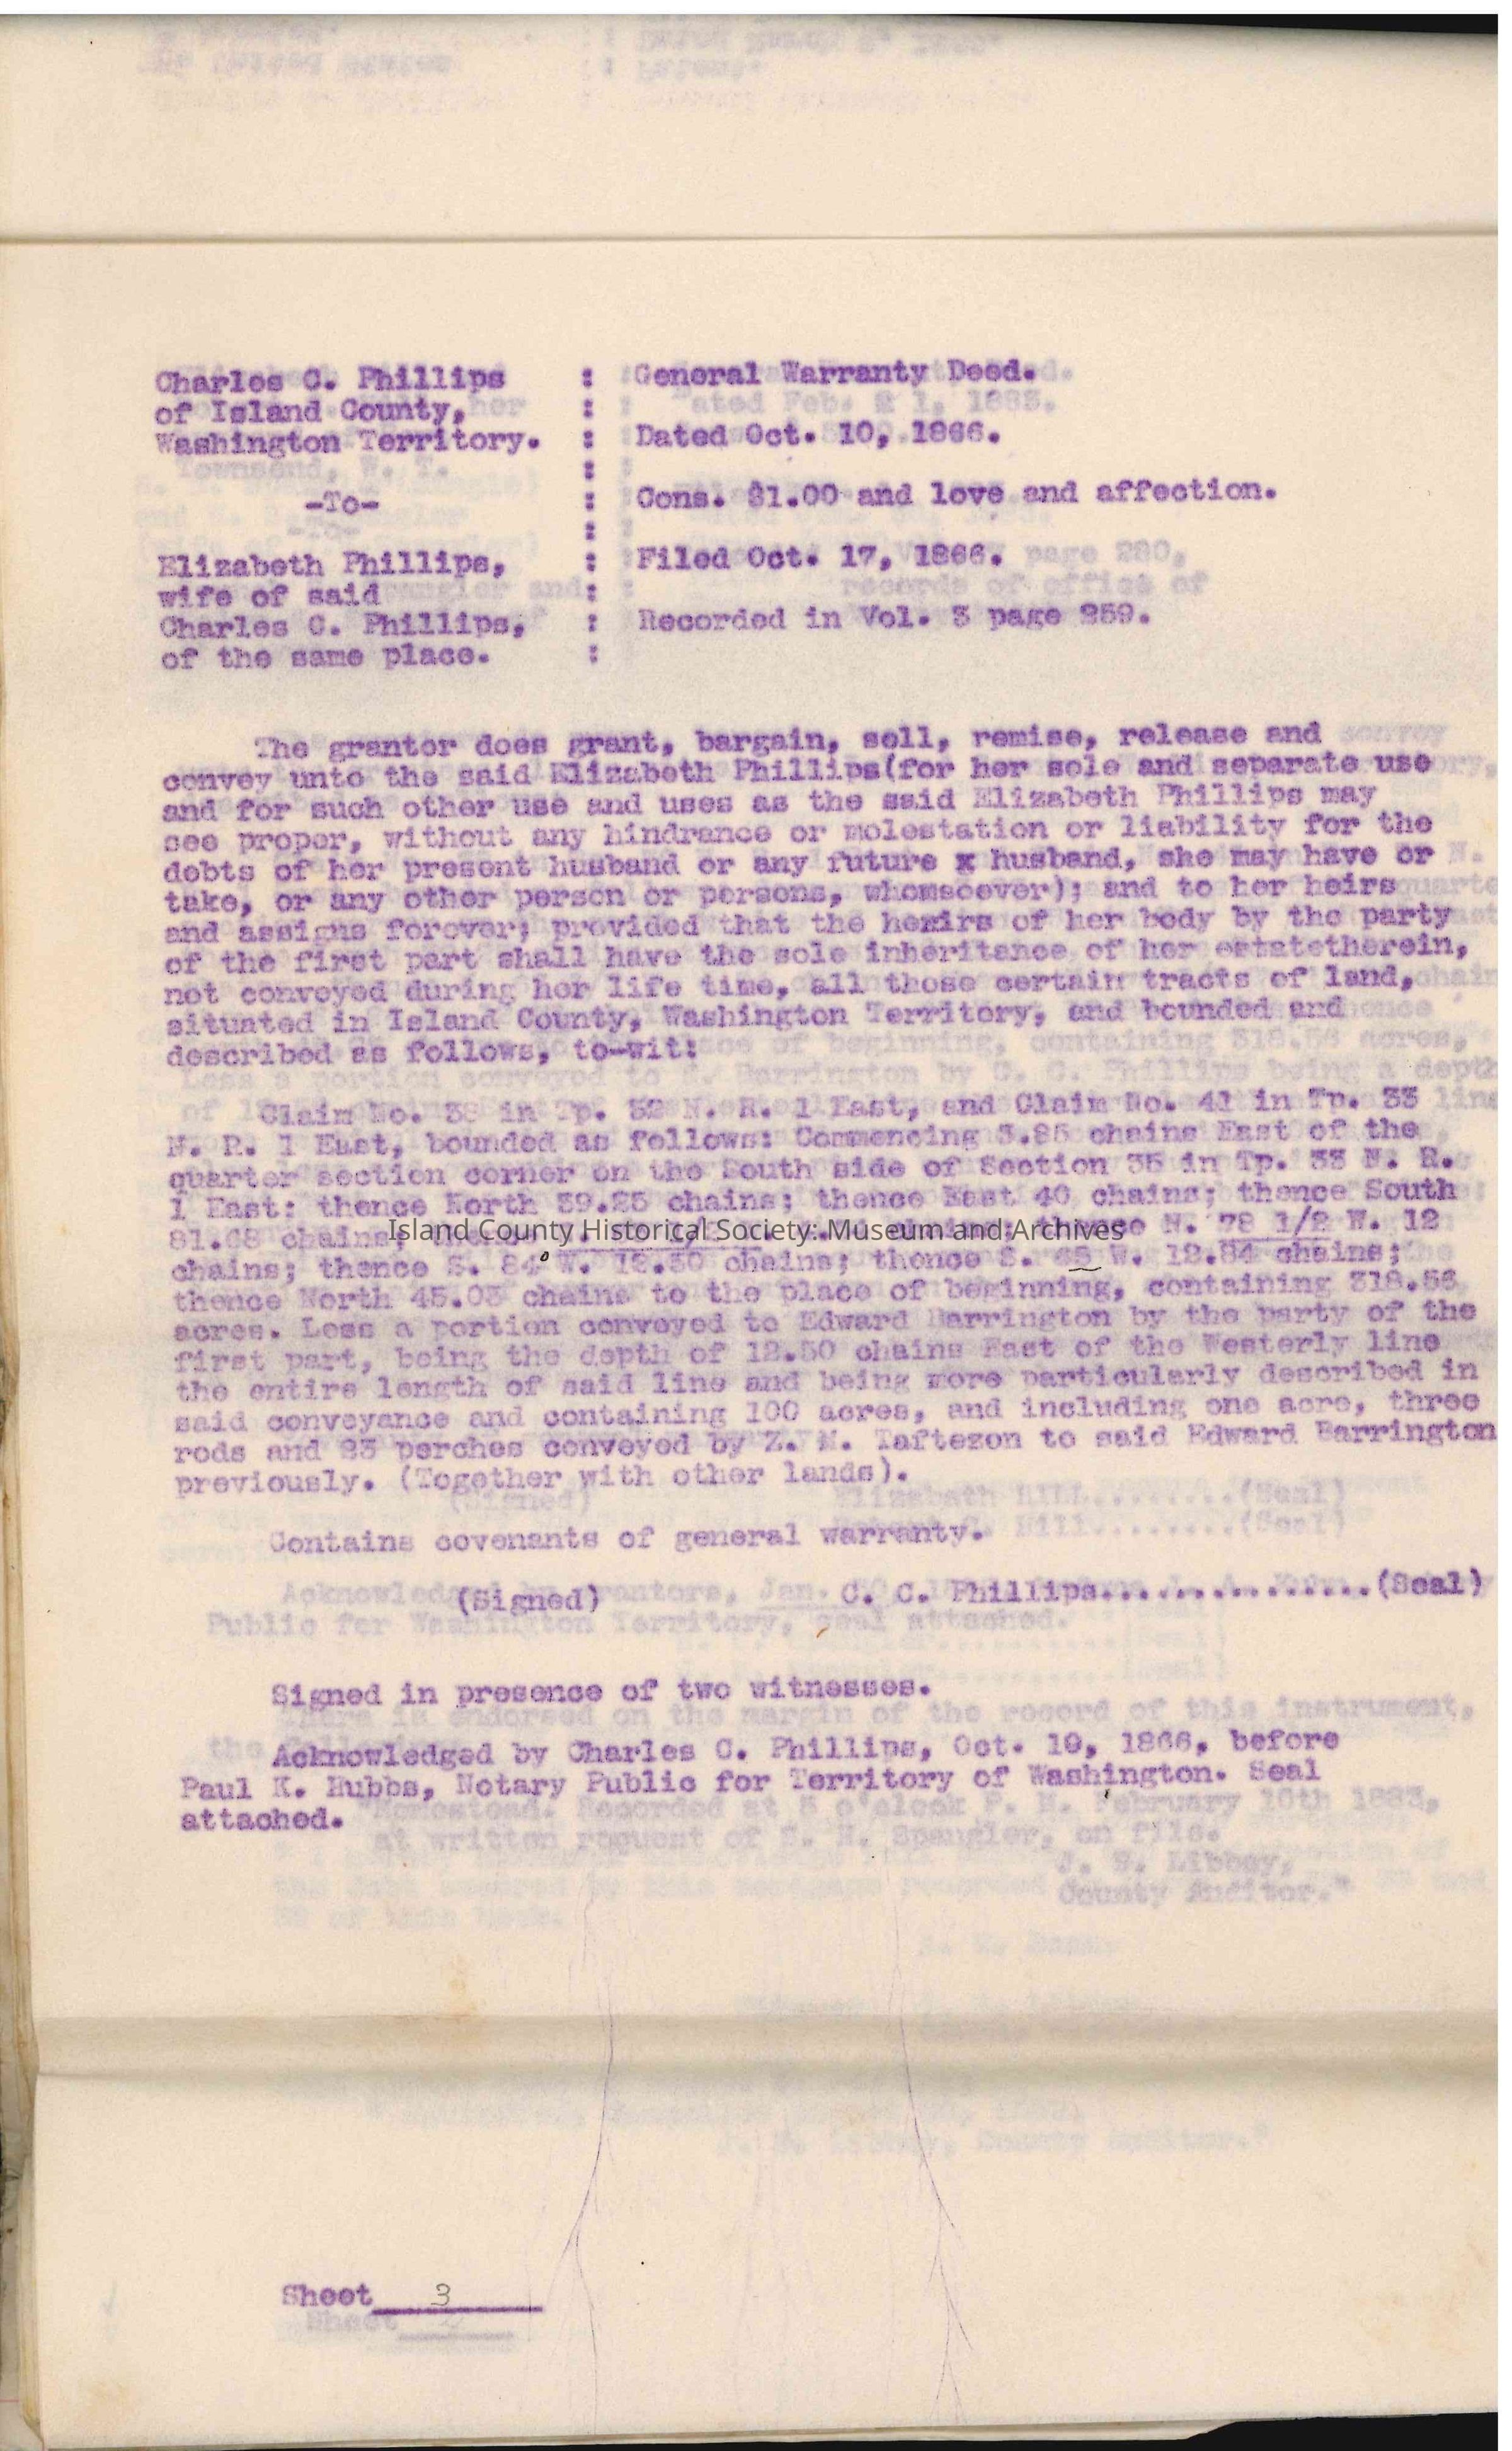 Charles C. Phillips : General Warranty Deed.
of Island County, :
Washington Territory. : Dated Oct. 10, 1866.
:
-To- : Cons. $1.00 and love and affection.
:
Elizabeth Phillips, : Filed Oct. 17, 1866.
wife of said :
Charles C. Phillips, : Recorded in Vol. 3 page 259.
of the same place. :
The grantor does grant, bargain, sell, remise, release and
convey unto the said Elizabeth Phillips(for her sole and separate use
and for such other use and uses as the said Elizabeth Phillips may
see proper, without any hindrance or molestation or liability for the
debts of her present husband or any future x husband, she may have or
take, or any other person or persons, whomsoever); and to her heirs
and assigns forever; provided that the hemirs of her body by the party
of the first part shall have the sole inheritance of her estatetherein,
not conveyed during her life time, all those certain tracts of land,
situated in Island County, Washington Territory, and bounded and
described as follows, to-wit:
Claim No. 38 in Tp. 32 N. R. 1 East, and Claim No. 41 in Tp. 33
N. R. 1 East, bounded as follows: Commencing 3.85 chains East of the
quarter section corner on the South side of Section 35 in Tp. 33 N. R.
1 East: thence North 39.25 chains; thence East 40 chains; thence South
81.68 chains; thence N. 78 1/2 W. 12
Island County Historical Society: Museum and Archives
chains; thence S. 84° W. 12.50 chains; thence S. W. 12.84 chains;
thence North 45.03 chains to the place of beginning, containing 318.56
acres. Less a portion conveyed to Edward Barrington by the party of the
first part, being the depth of 12.50 chains East of the Westerly line
the entire length of said line and being more particularly described in
said conveyance and containing 100 acres, and including one acre, three
rods and 23 perches conveyed by Z. M. Taftezon to said Edward Barrington
previously. (Together with other lands).
Contains covenants of general warranty.
(Signed) C. C. Phillips................(Seal)
Signed in presence of two witnesses.
Acknowledged by Charles C. Phillips, Oct. 10, 1866, before
Paul K. Hubbs, Notary Public for Territory of Washington. Seal
attached.
Sheet 3